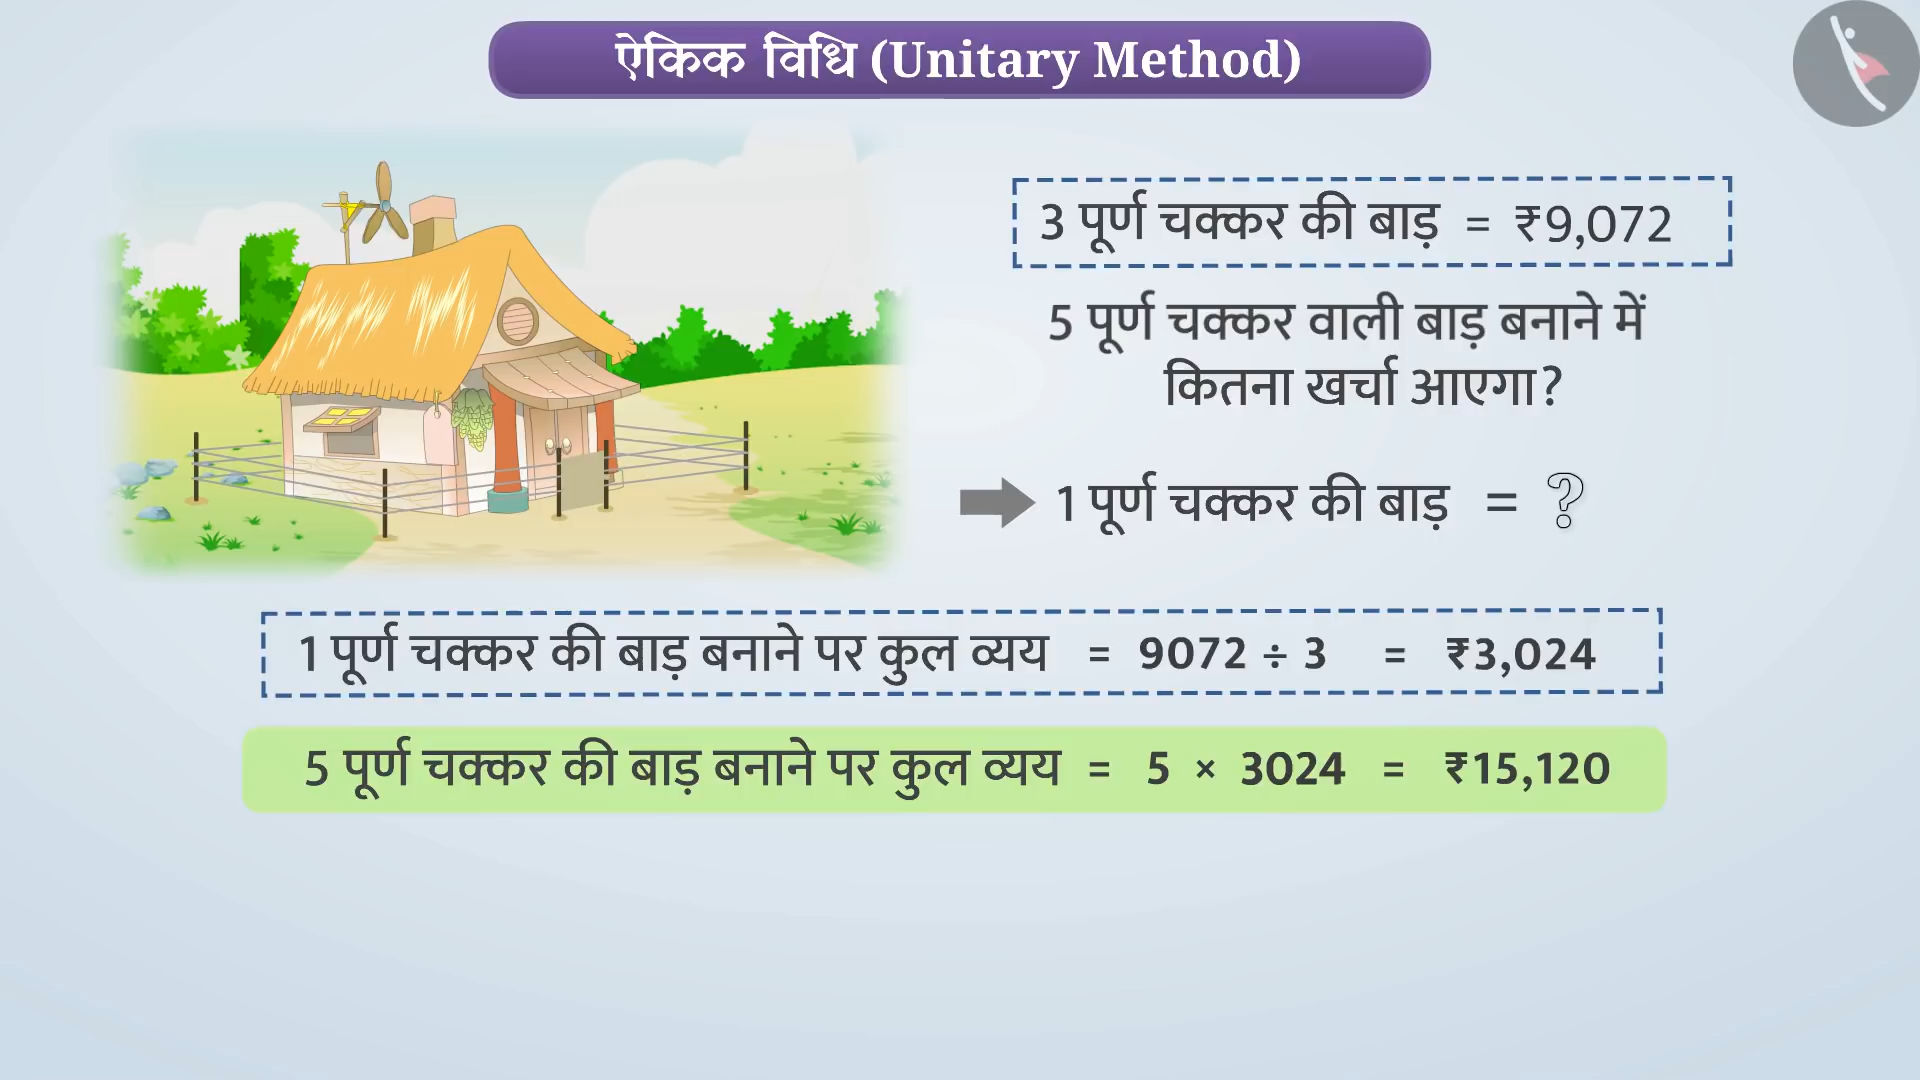 ऐकिक विधि (Unitary Method)
3 पूर्ण चक्कर की बाड़ = ₹9,072
5 पूर्ण चक्कर वाली बाड़ बनाने में
कितना खर्चा आएगा?
1 पूर्ण चक्कर की बाड़ = ?
1 पूर्ण चक्कर की बाड़ बनाने पर कुल व्यय = 9072 ÷ 3 = ₹3,024
5 पूर्ण चक्कर की बाड़ बनाने पर कुल व्यय = 5 × 3024 = ₹15,120